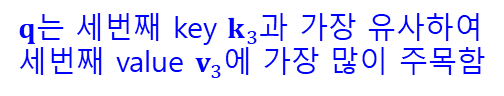 q는 세번째 key k₃과 가장 유사하여
세번째 value v₃에 가장 많이 주목함